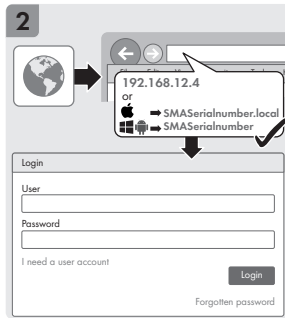 2
192.168.12.4
or
➡ SMASerialnumber.local
➡ SMASerialnumber
Login
User
Password
I need a user account
Login
Forgotten password